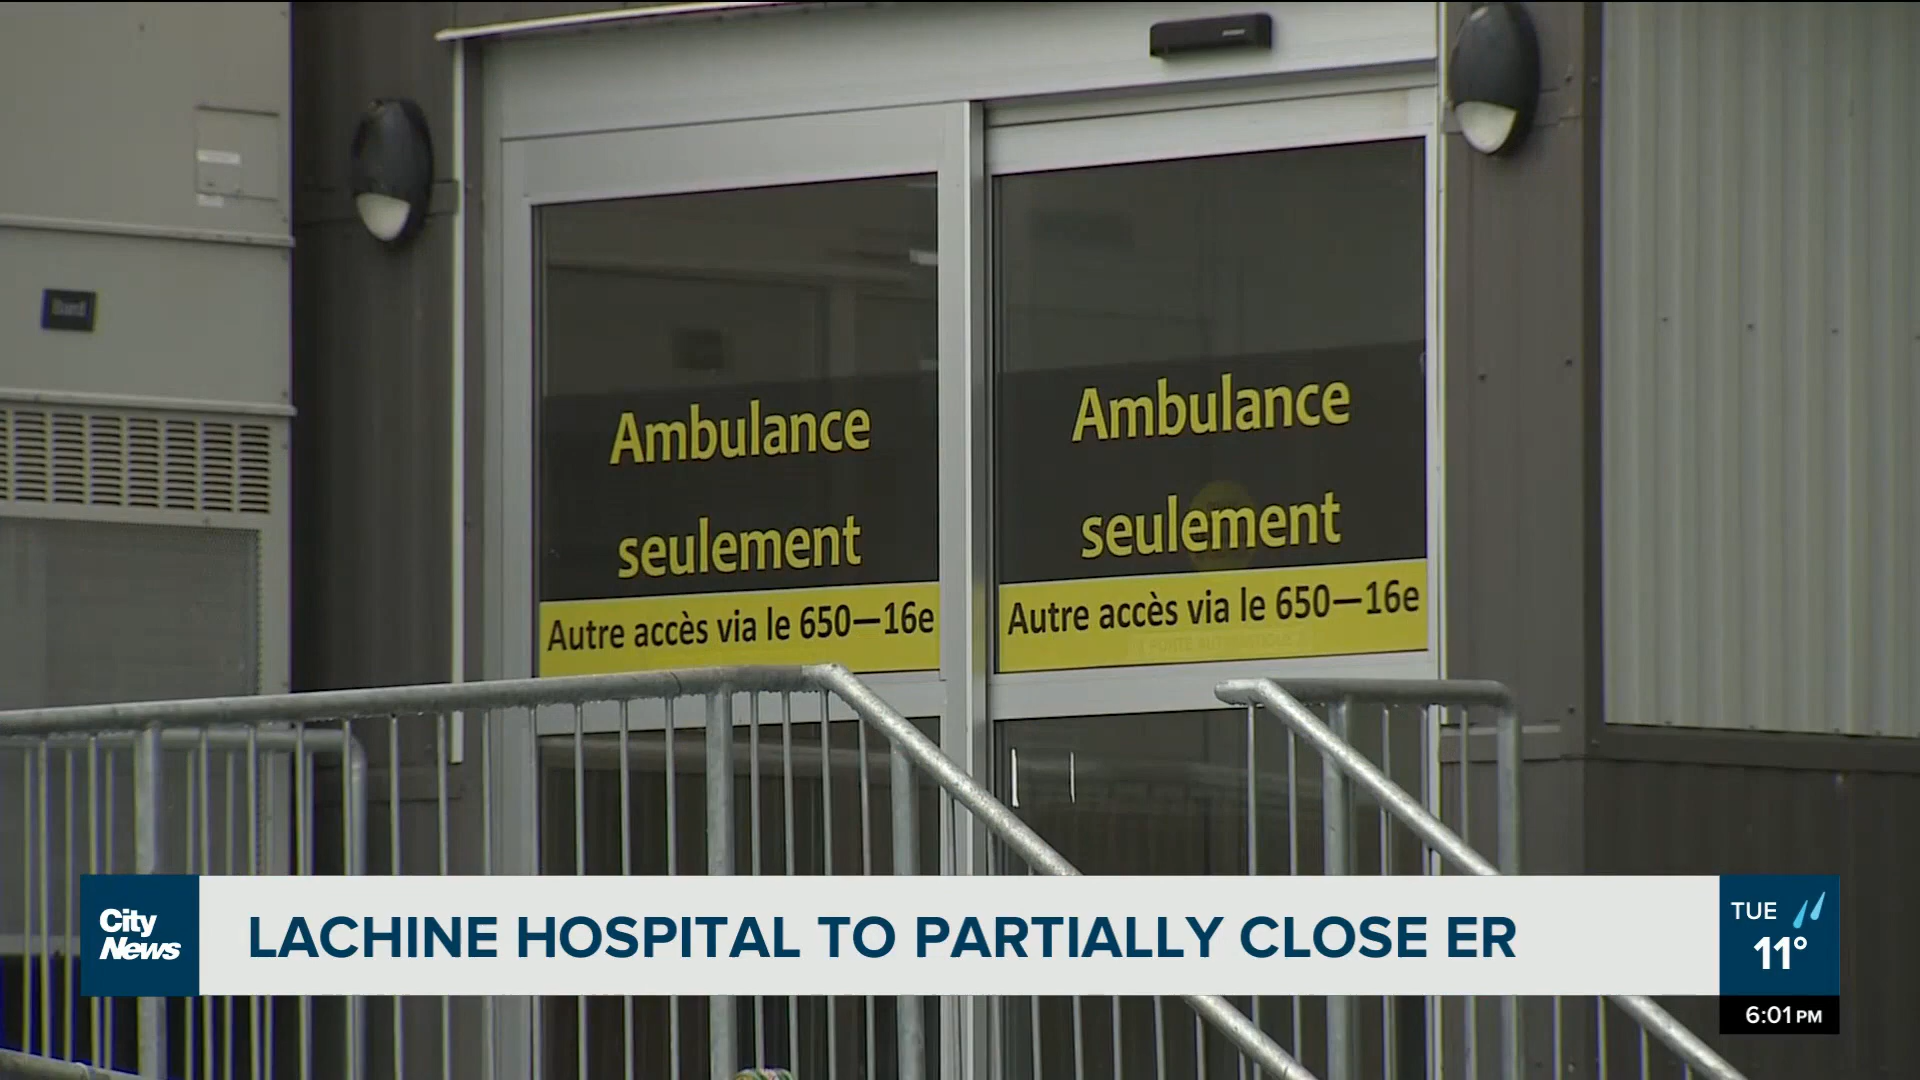 Ambulance
seulement
Autre accès via le 650—16e
Ambulance
seulement
Autre accès via le 650—16e
City
News
LACHINE HOSPITAL TO PARTIALLY CLOSE ER
TUE
11°
6:01 PM